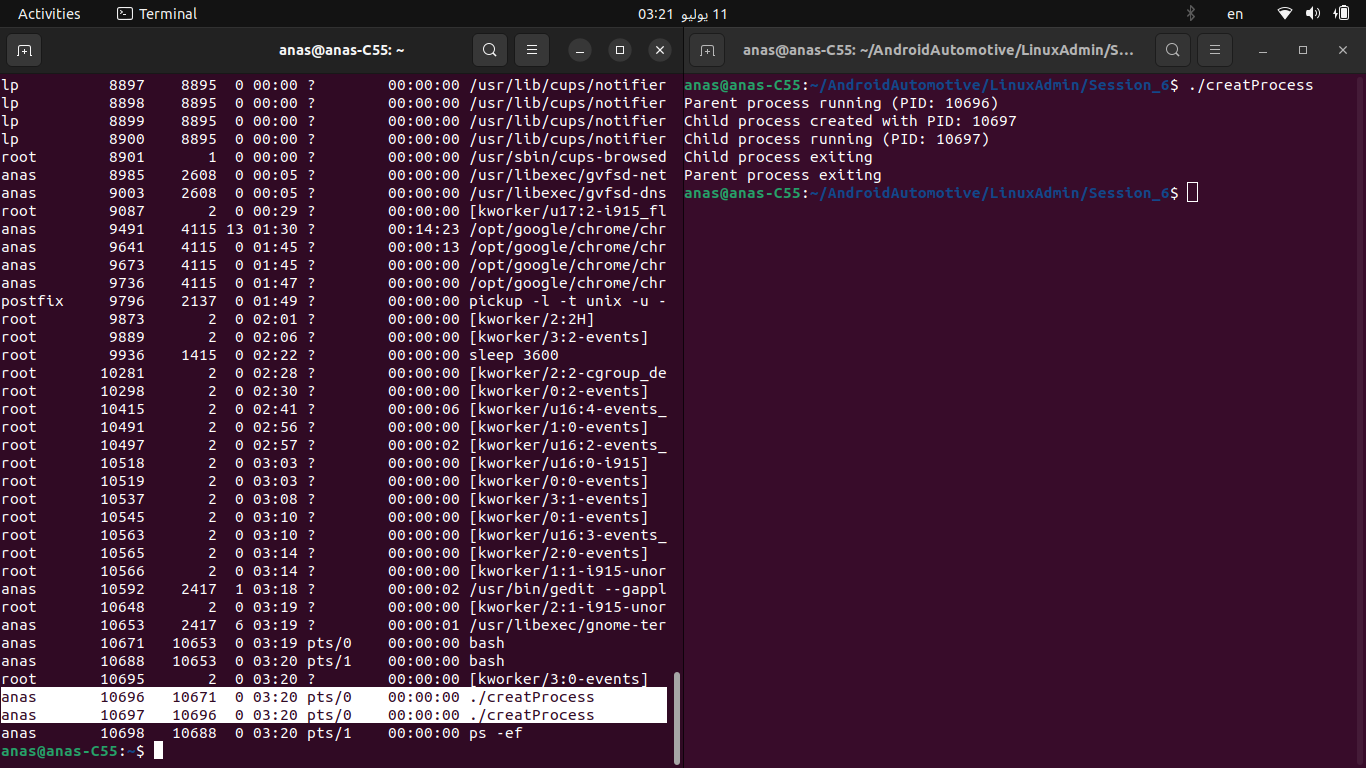 Activities Terminal 11 يوليو 03:21 en
anas@anas-C55: ~
lp 8897 8895 0 00:00 ? 00:00:00 /usr/lib/cups/notifier
lp 8898 8895 0 00:00 ? 00:00:00 /usr/lib/cups/notifier
lp 8899 8895 0 00:00 ? 00:00:00 /usr/lib/cups/notifier
lp 8900 8895 0 00:00 ? 00:00:00 /usr/lib/cups/notifier
root 8901 1 0 00:00 ? 00:00:00 /usr/sbin/cups-browsed
anas 8985 2608 0 00:05 ? 00:00:00 /usr/libexec/gvfsd-net
anas 9003 2608 0 00:05 ? 00:00:00 /usr/libexec/gvfsd-dns
root 9087 2 0 00:29 ? 00:00:00 [kworker/u17:2-i915_fl
anas 9491 4115 13 01:30 ? 00:14:23 /opt/google/chrome/chr
anas 9641 4115 0 01:45 ? 00:00:13 /opt/google/chrome/chr
anas 9673 4115 0 01:45 ? 00:00:00 /opt/google/chrome/chr
anas 9736 4115 0 01:47 ? 00:00:00 /opt/google/chrome/chr
postfix 9796 2137 0 01:49 ? 00:00:00 pickup -l -t unix -u -
root 9873 2 0 02:01 ? 00:00:00 [kworker/2:2H]
root 9889 2 0 02:06 ? 00:00:00 [kworker/3:2-events]
root 9936 1415 0 02:22 ? 00:00:00 sleep 3600
root 10281 2 0 02:28 ? 00:00:00 [kworker/2:2-cgroup_de
root 10298 2 0 02:30 ? 00:00:00 [kworker/0:2-events]
root 10415 2 0 02:41 ? 00:00:06 [kworker/u16:4-events_
root 10491 2 0 02:56 ? 00:00:00 [kworker/1:0-events]
root 10497 2 0 02:57 ? 00:00:02 [kworker/u16:2-events_
root 10518 2 0 03:03 ? 00:00:00 [kworker/u16:0-i915]
root 10519 2 0 03:03 ? 00:00:00 [kworker/0:0-events]
root 10537 2 0 03:08 ? 00:00:00 [kworker/3:1-events]
root 10545 2 0 03:10 ? 00:00:00 [kworker/0:1-events]
root 10563 2 0 03:10 ? 00:00:00 [kworker/u16:3-events_
root 10565 2 0 03:14 ? 00:00:00 [kworker/2:0-events]
root 10566 2 0 03:14 ? 00:00:00 [kworker/1:1-i915-unor
anas 10592 2417 1 03:18 ? 00:00:02 /usr/bin/gedit --gappl
root 10648 2 0 03:19 ? 00:00:00 [kworker/2:1-i915-unor
anas 10653 2417 6 03:19 ? 00:00:01 /usr/libexec/gnome-ter
anas 10671 10653 0 03:19 pts/0 00:00:00 bash
anas 10688 10653 0 03:20 pts/1 00:00:00 bash
root 10695 2 0 03:20 ? 00:00:00 [kworker/3:0-events]
anas 10696 10671 0 03:20 pts/0 00:00:00 ./creatProcess
anas 10697 10696 0 03:20 pts/0 00:00:00 ./creatProcess
anas 10698 10688 0 03:20 pts/1 00:00:00 ps -ef
anas@anas-C55:~$
anas@anas-C55: ~/AndroidAutomotive/LinuxAdmin/S...
anas@anas-C55:~/AndroidAutomotive/LinuxAdmin/Session_6$ ./creatProcess
Parent process running (PID: 10696)
Child process created with PID: 10697
Child process running (PID: 10697)
Child process exiting
Parent process exiting
anas@anas-C55:~/AndroidAutomotive/LinuxAdmin/Session_6$